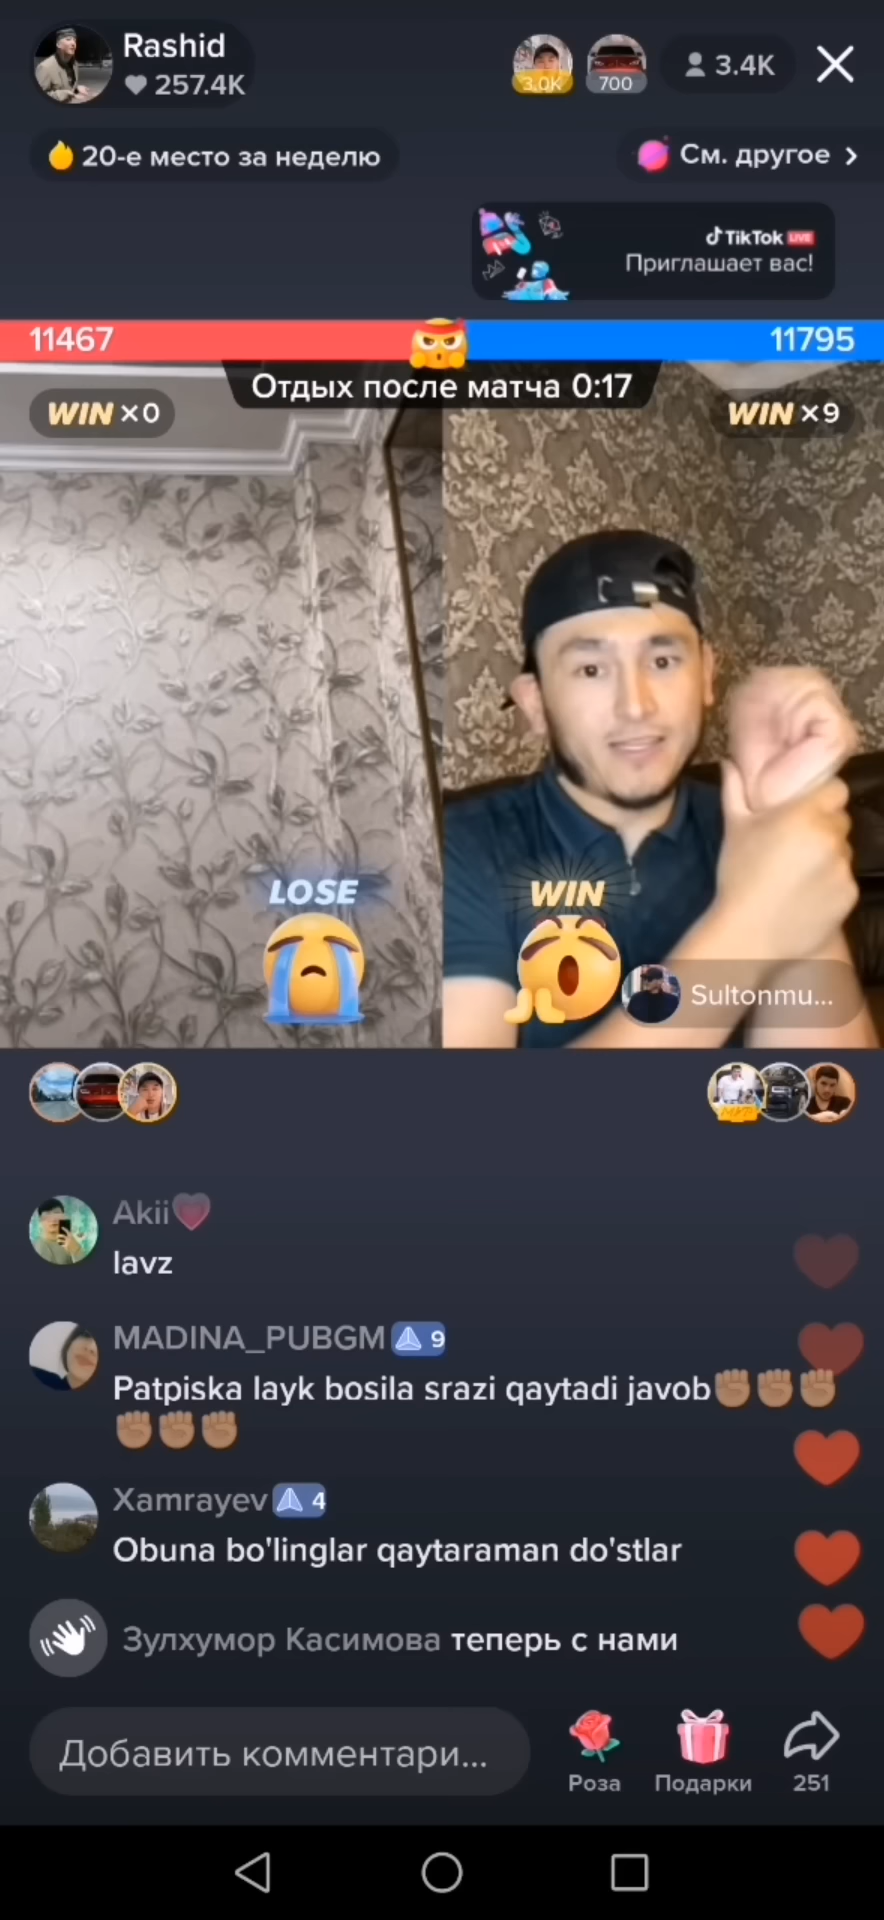 Rashid
257.4K
3.0K
700
3.4K
20-е место за неделю
См. другое
TikTok LIVE
Приглашает вас!
11467
11795
Отдых после матча 0:17
WIN ×0
WIN ×9
LOSE
WIN
Sultonmu...
Akii
lavz
MADINA_PUBGM 9
Patpiska layk bosila srazi qaytadi javob✊🏽✊🏽✊🏽
✊🏽✊🏽✊🏽
Xamrayev 4
Obuna bo'linglar qaytaraman do'stlar
Зулхумор Касимова теперь с нами
Добавить комментари...
Роза
Подарки
251